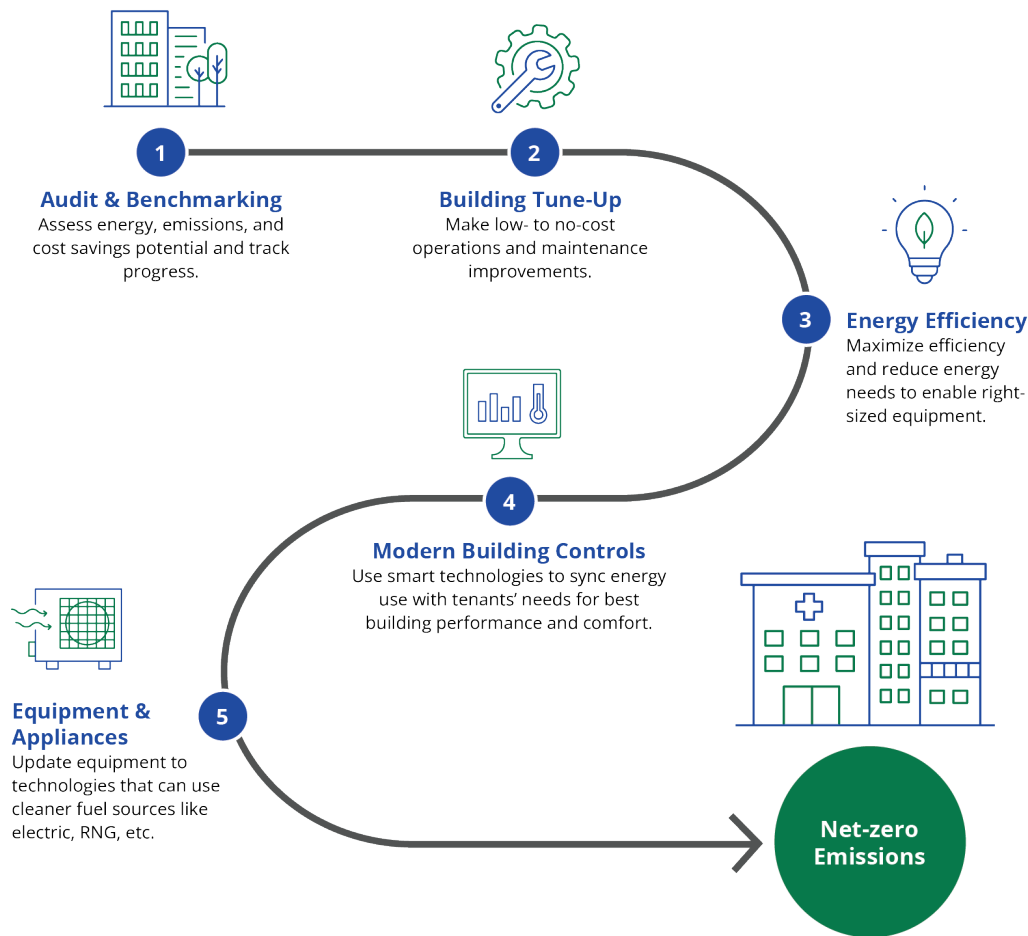 1
Audit & Benchmarking
Assess energy, emissions, and
cost savings potential and track
progress.
2
Building Tune-Up
Make low- to no-cost
operations and maintenance
improvements.
3
Energy Efficiency
Maximize efficiency
and reduce energy
needs to enable right-
sized equipment.
4
Modern Building Controls
Use smart technologies to sync energy
use with tenants’ needs for best
building performance and comfort.
5
Equipment &
Appliances
Update equipment to
technologies that can use
cleaner fuel sources like
electric, RNG, etc.
Net-zero
Emissions